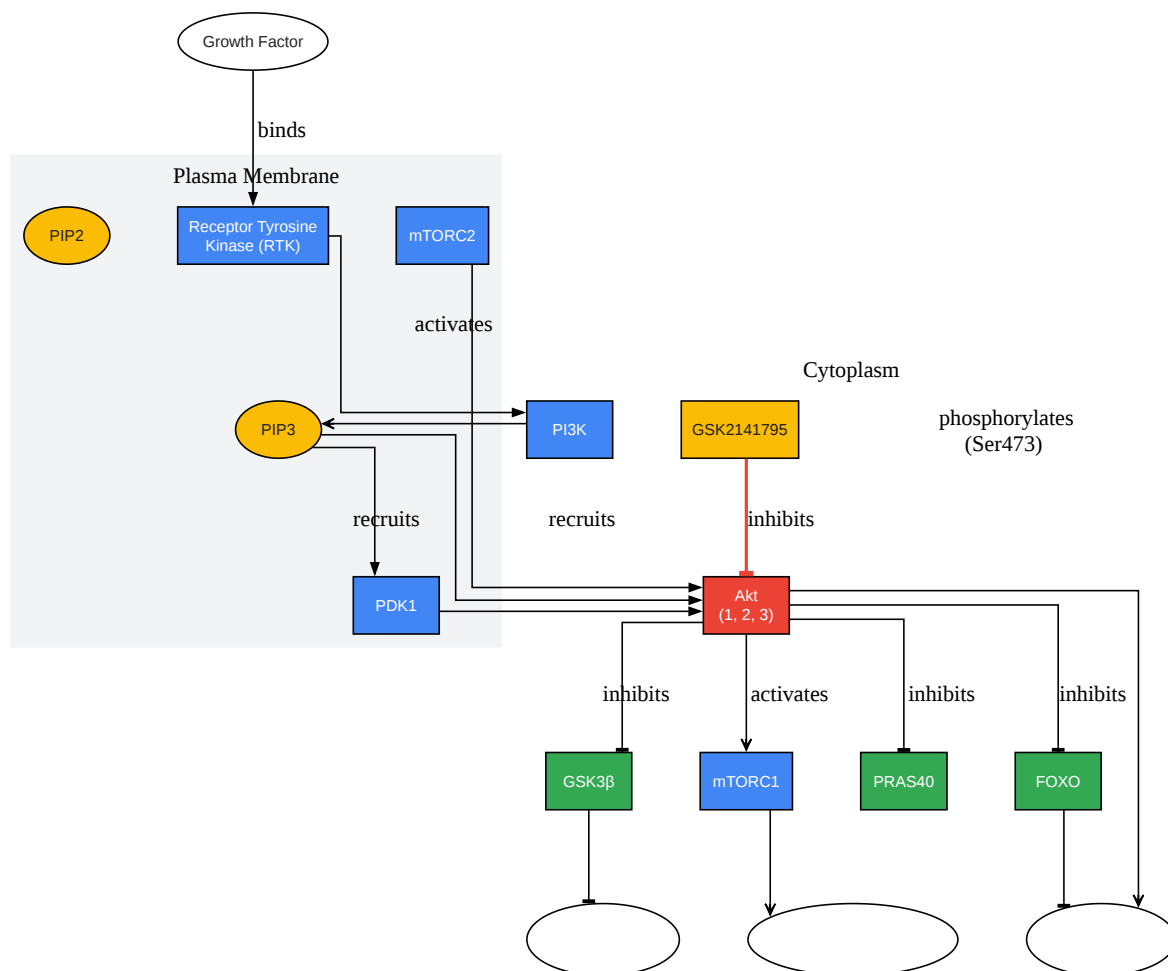 Growth Factor
binds
Plasma Membrane
PIP2
Receptor Tyrosine
Kinase (RTK)
mTORC2
activates
Cytoplasm
PIP3
PI3K
GSK2141795
phosphorylates
(Ser473)
recruits
recruits
inhibits
PDK1
Akt
(1, 2, 3)
inhibits
activates
inhibits
inhibits
GSK3β
mTORC1
PRAS40
FOXO